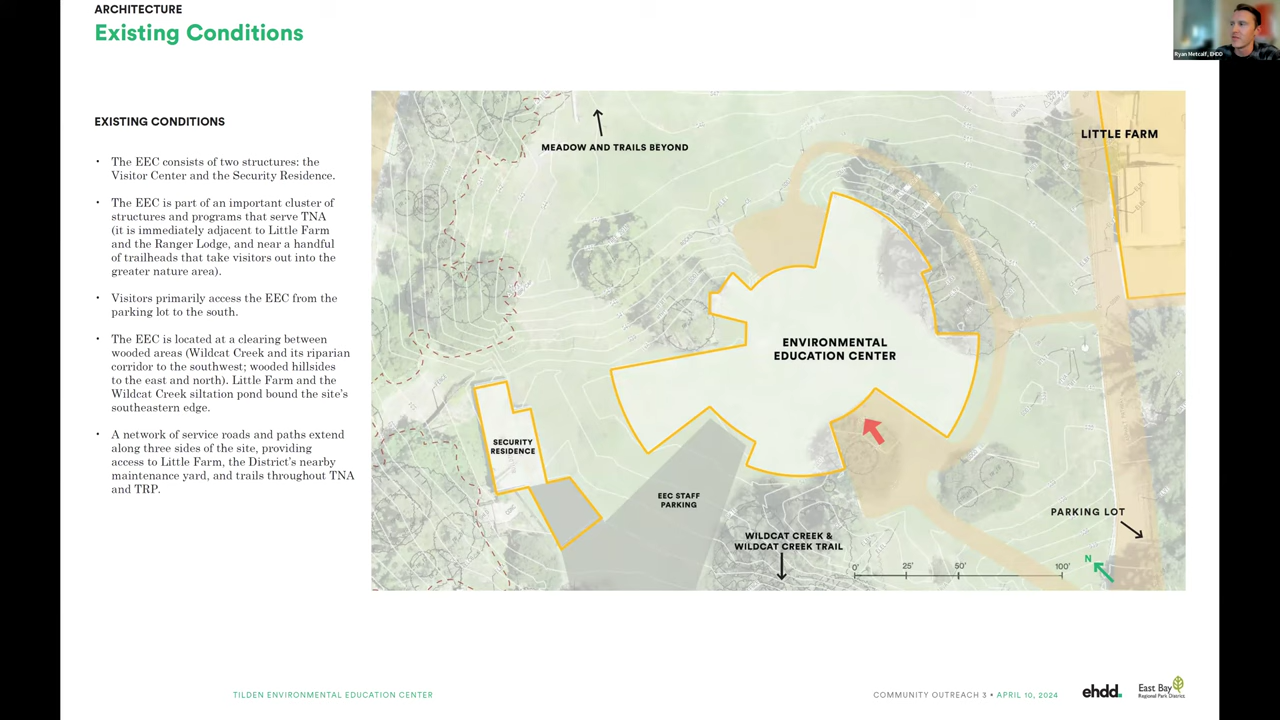 ARCHITECTURE
Existing Conditions
Ryan Metcalf, EHDD
EXISTING CONDITIONS
• The EEC consists of two structures: the
Visitor Center and the Security Residence.
• The EEC is part of an important cluster of
structures and programs that serve TNA
(it is immediately adjacent to Little Farm
and the Ranger Lodge, and near a handful
of trailheads that take visitors out into the
greater nature area).
• Visitors primarily access the EEC from the
parking lot to the south.
• The EEC is located at a clearing between
wooded areas (Wildcat Creek and its riparian
corridor to the southwest; wooded hillsides
to the east and north). Little Farm and the
Wildcat Creek siltation pond bound the site's
southeastern edge.
• A network of service roads and paths extend
along three sides of the site, providing
access to Little Farm, the District's nearby
maintenance yard, and trails throughout TNA
and TRP.
MEADOW AND TRAILS BEYOND
LITTLE FARM
ENVIRONMENTAL
EDUCATION CENTER
SECURITY
RESIDENCE
EEC STAFF
PARKING
WILDCAT CREEK &
WILDCAT CREEK TRAIL
PARKING LOT
N
0' 25' 50' 100'
TILDEN ENVIRONMENTAL EDUCATION CENTER
COMMUNITY OUTREACH 3 • APRIL 10, 2024
ehdd.
East Bay
Regional Park District